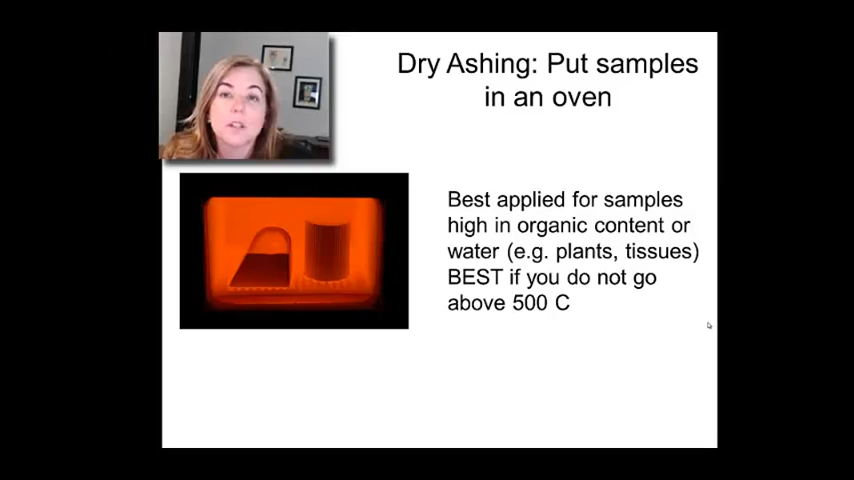 Dry Ashing: Put samples
in an oven
Best applied for samples
high in organic content or
water (e.g. plants, tissues)
BEST if you do not go
above 500 C